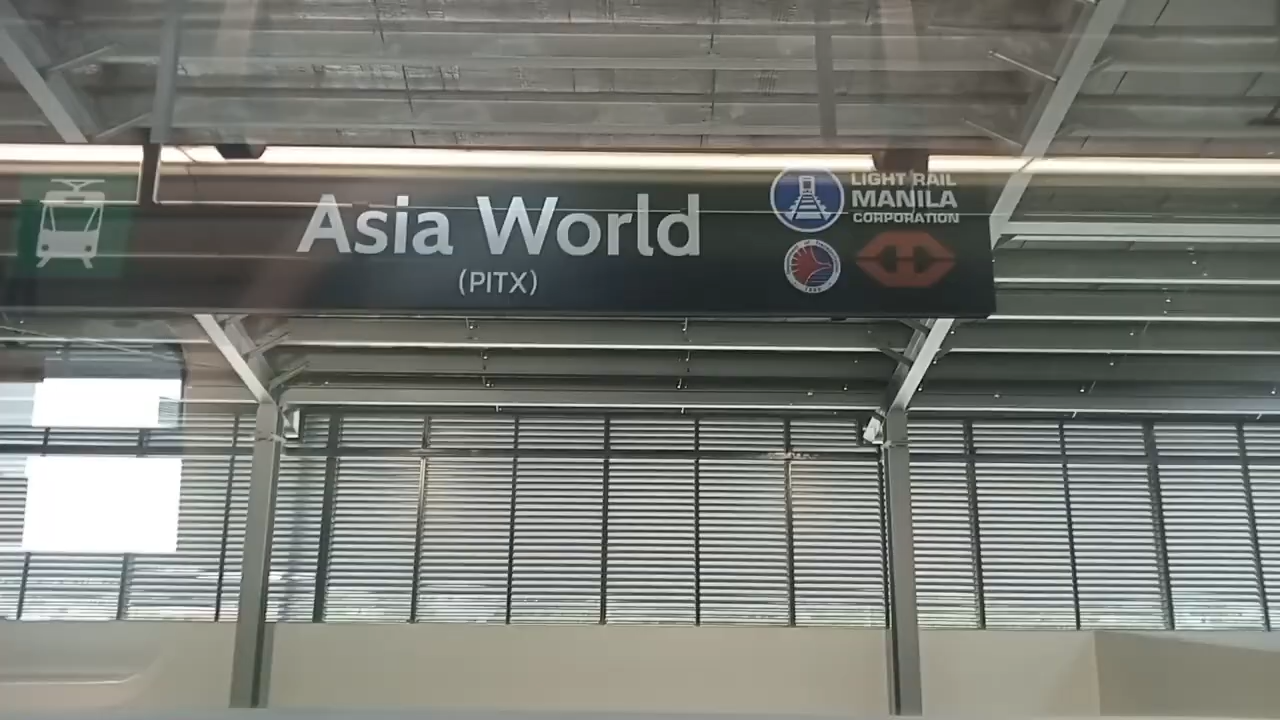 Asia World
(PITX)
LIGHT RAIL
MANILA
CORPORATION